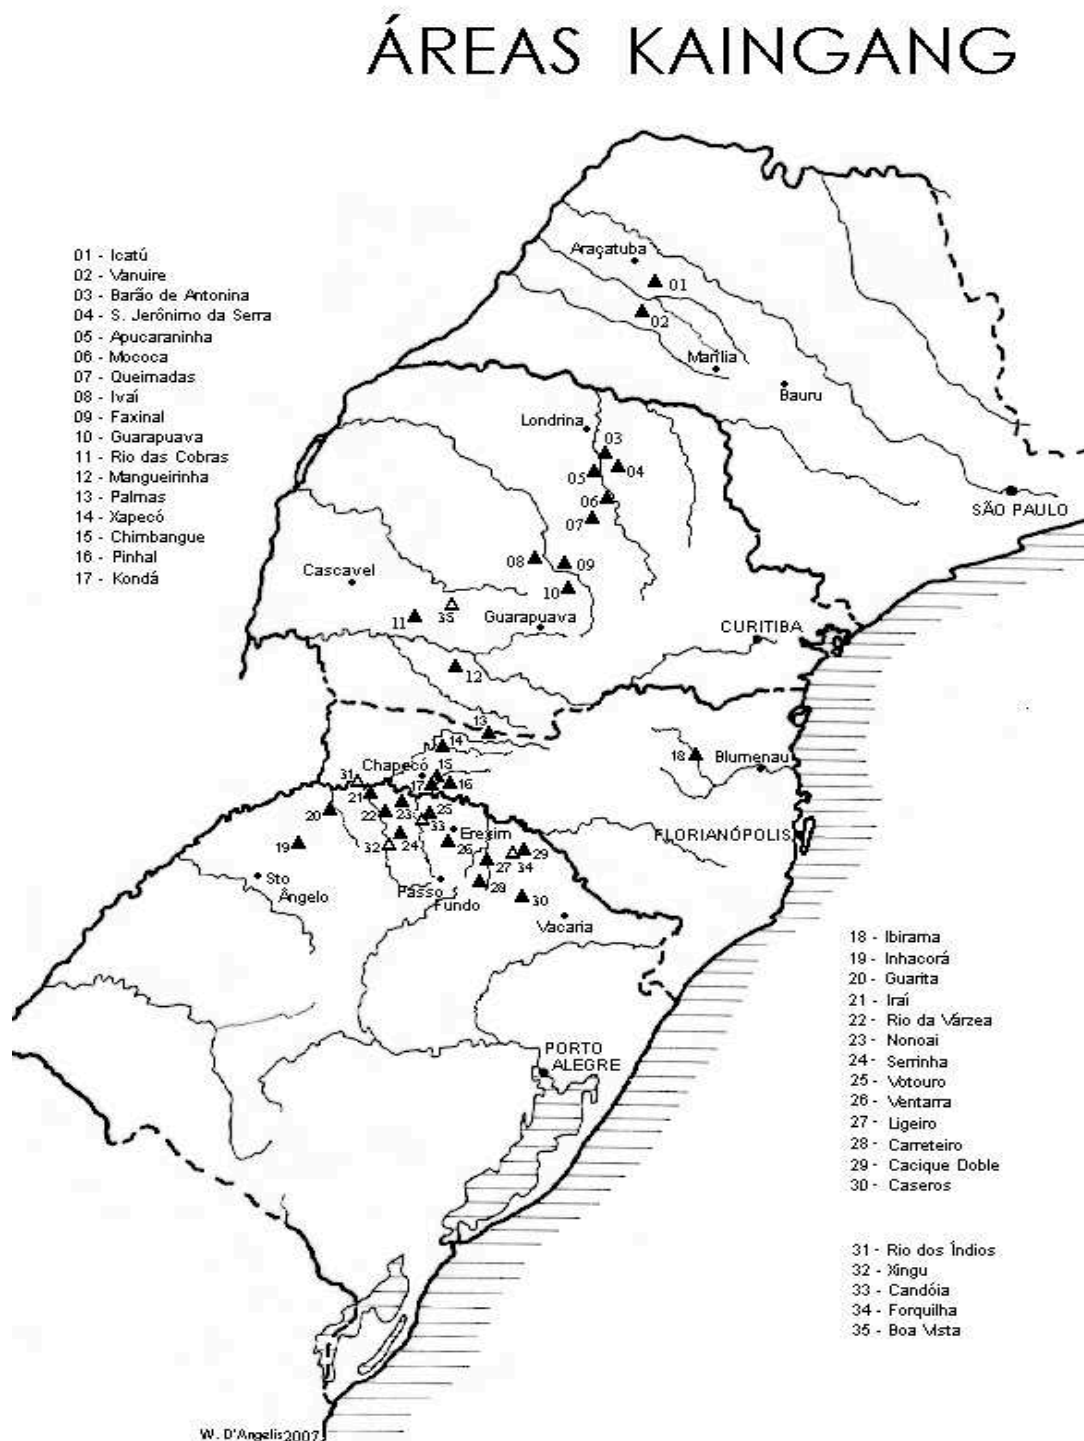 ÁREAS KAINGANG
01 - Icatú
02 - Vanuire
03 - Barão de Antonina
04 - S. Jerônimo da Serra
05 - Apucaraninha
06 - Mococa
07 - Queimadas
08 - Ivaí
09 - Faxinal
10 - Guarapuava
11 - Rio das Cobras
12 - Mangueirinha
13 - Palmas
14 - Xapecó
15 - Chimbangue
16 - Pinhal
17 - Kondá
Araçatuba
01
02
Marília
Bauru
Londrina
03
04
05
06
07
SÃO PAULO
08
09
Cascavel
10
35
11
Guarapuava
CURITIBA
12
13
14
18
Blumenau
Chapecó
15
31
17
16
21
20
22
23
25
33
Erexim
FLORIANÓPOLIS
19
32
24
26
29
27
34
Sto
Ângelo
Passo
Fundo
28
30
Vacaria
PORTO
ALEGRE
18 - Ibirama
19 - Inhacorá
20 - Guarita
21 - Iraí
22 - Rio da Várzea
23 - Nonoai
24 - Serrinha
25 - Votouro
26 - Ventarra
27 - Ligeiro
28 - Carreteiro
29 - Cacique Doble
30 - Caseros
31 - Rio dos Índios
32 - Xingu
33 - Candóia
34 - Forquilha
35 - Boa Vista
W. D'Angelis2007